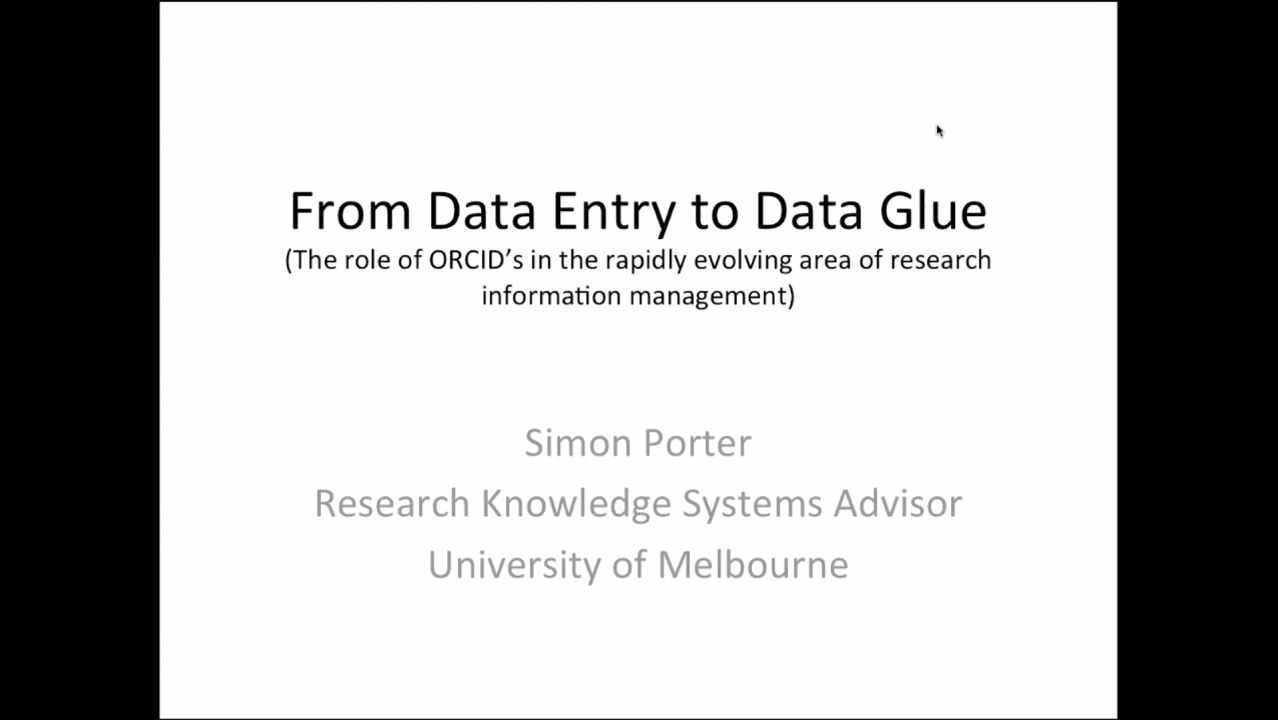 From Data Entry to Data Glue
(The role of ORCID’s in the rapidly evolving area of research
information management)
Simon Porter
Research Knowledge Systems Advisor
University of Melbourne